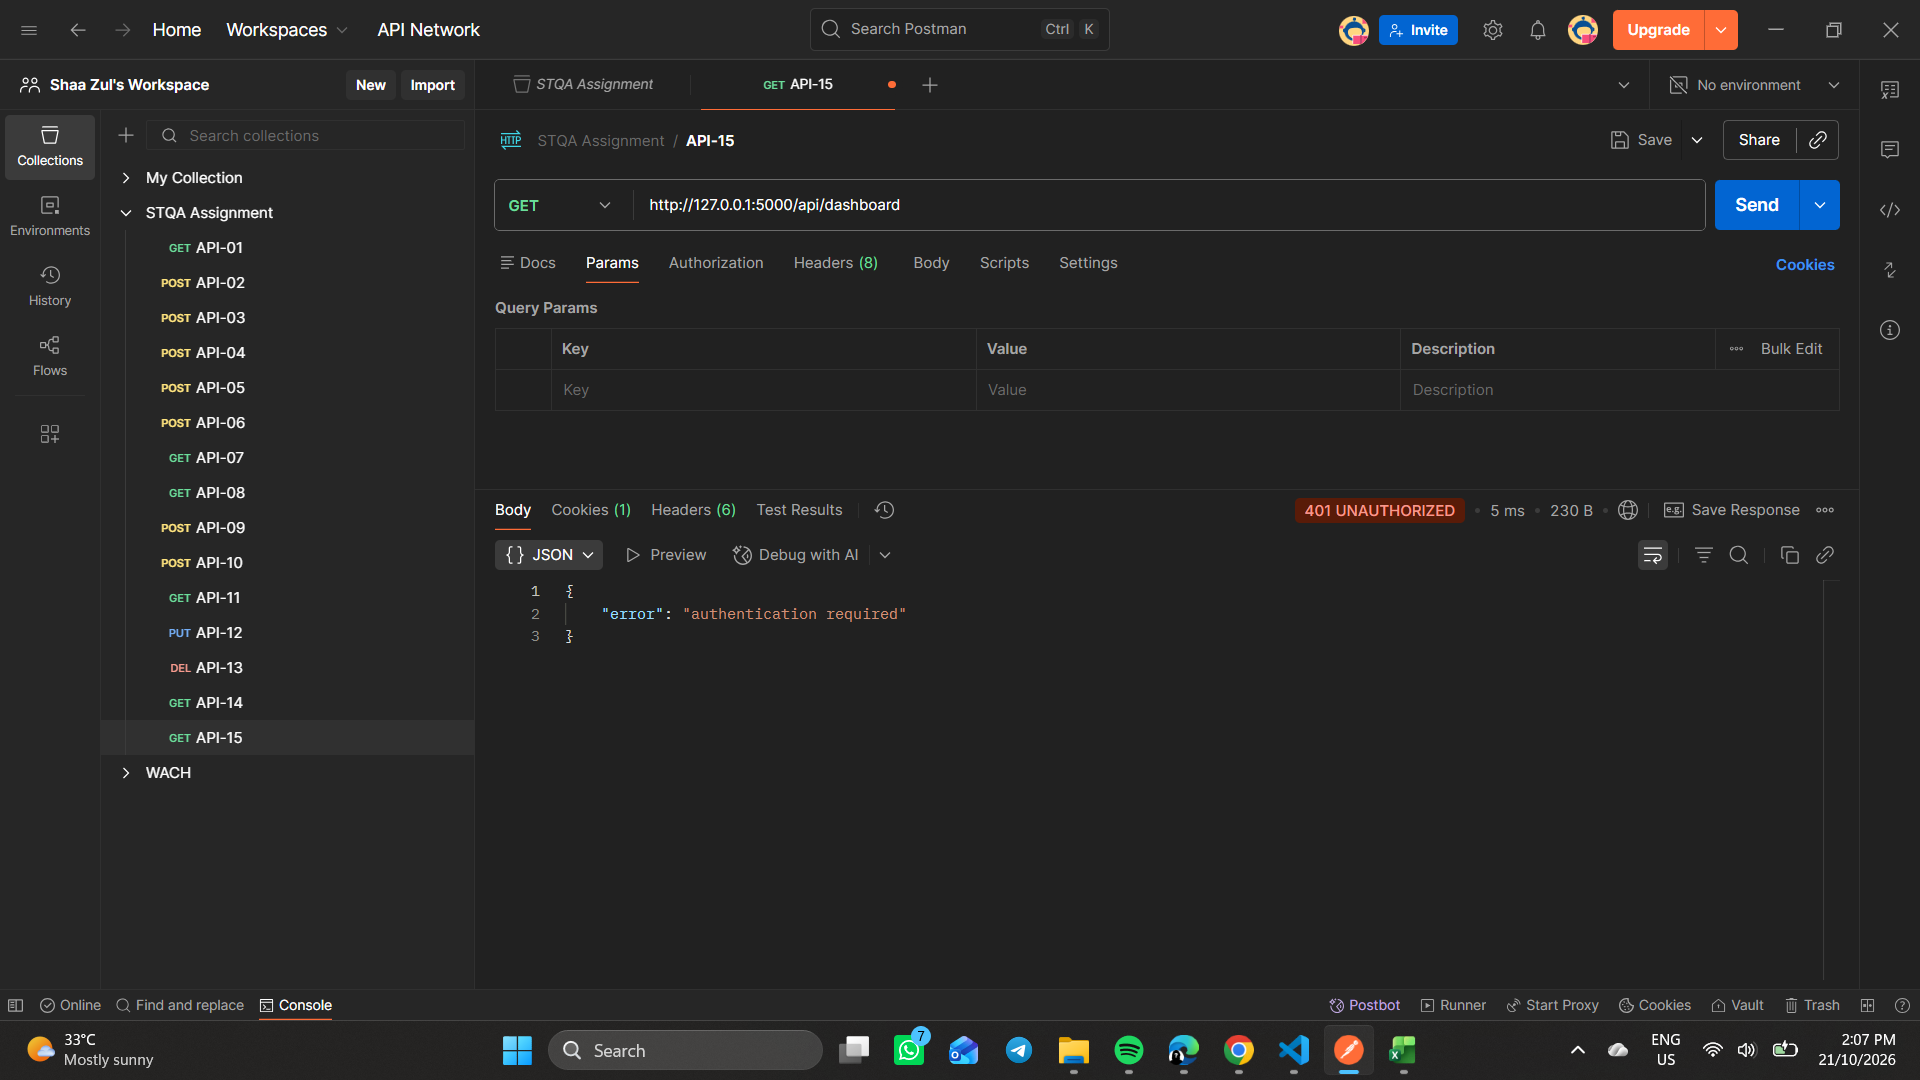 Home
Workspaces
API Network
Search Postman
Ctrl K
Invite
Upgrade
Shaa Zul's Workspace
New
Import
STQA Assignment
GET API-15
No environment
Collections
Environments
History
Flows
Search collections
My Collection
STQA Assignment
GET API-01
POST API-02
POST API-03
POST API-04
POST API-05
POST API-06
GET API-07
GET API-08
POST API-09
POST API-10
GET API-11
PUT API-12
DEL API-13
GET API-14
GET API-15
WACH
HTTP STQA Assignment / API-15
Save
Share
GET http://127.0.0.1:5000/api/dashboard
Send
Docs Params Authorization Headers (8) Body Scripts Settings
Cookies
Query Params
Key Value Description Bulk Edit
Key Value Description
Body Cookies (1) Headers (6) Test Results
401 UNAUTHORIZED • 5 ms • 230 B • e.g. Save Response
{} JSON Preview Debug with AI
1 {
2 "error": "authentication required"
3 }
Online Find and replace Console
Postbot Runner Start Proxy Cookies Vault Trash
33°C
Mostly sunny
Search
7
ENG
US
2:07 PM
21/10/2026